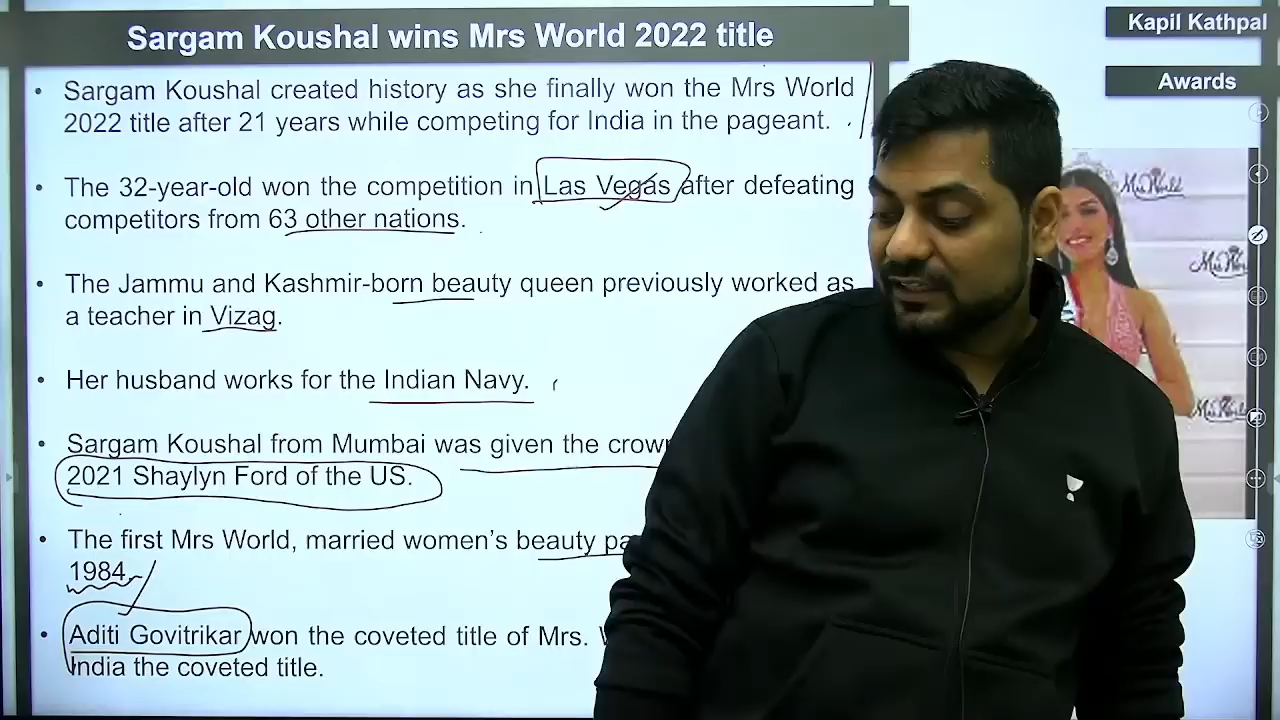 Sargam Koushal wins Mrs World 2022 title
Kapil Kathpal
Awards
• Sargam Koushal created history as she finally won the Mrs World
2022 title after 21 years while competing for India in the pageant.
• The 32-year-old won the competition in Las Vegas after defeating
competitors from 63 other nations.
• The Jammu and Kashmir-born beauty queen previously worked as
a teacher in Vizag.
• Her husband works for the Indian Navy.
• Sargam Koushal from Mumbai was given the
2021 Shaylyn Ford of the US.
• The first Mrs World, married women's beauty
1984
• Aditi Govitrikar won the coveted title of Mrs.
India the coveted title.
Mrs World